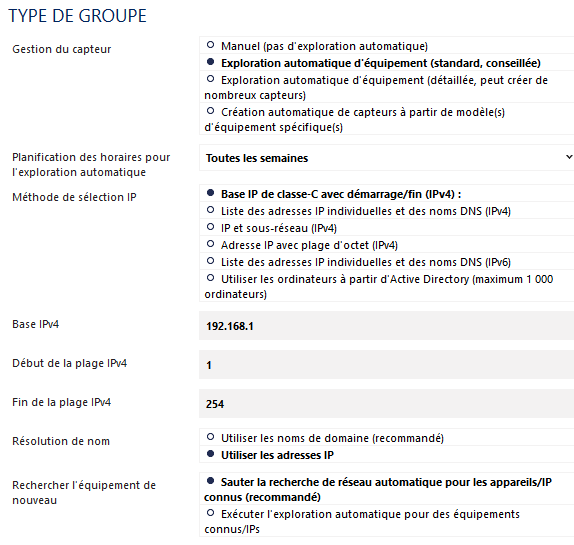 TYPE DE GROUPE
Gestion du capteur
Manuel (pas d'exploration automatique)
Exploration automatique d'équipement (standard, conseillée)
Exploration automatique d'équipement (détaillée, peut créer de
nombreux capteurs)
Création automatique de capteurs à partir de modèle(s)
d'équipement spécifique(s)
Planification des horaires pour
l'exploration automatique
Toutes les semaines
Méthode de sélection IP
Base IP de classe-C avec démarrage/fin (IPv4) :
Liste des adresses IP individuelles et des noms DNS (IPv4)
IP et sous-réseau (IPv4)
Adresse IP avec plage d'octet (IPv4)
Liste des adresses IP individuelles et des noms DNS (IPv6)
Utiliser les ordinateurs à partir d'Active Directory (maximum 1 000
ordinateurs)
Base IPv4
192.168.1
Début de la plage IPv4
1
Fin de la plage IPv4
254
Résolution de nom
Utiliser les noms de domaine (recommandé)
Utiliser les adresses IP
Rechercher l'équipement de
nouveau
Sauter la recherche de réseau automatique pour les appareils/IP
connus (recommandé)
Exécuter l'exploration automatique pour des équipements
connus/IPs